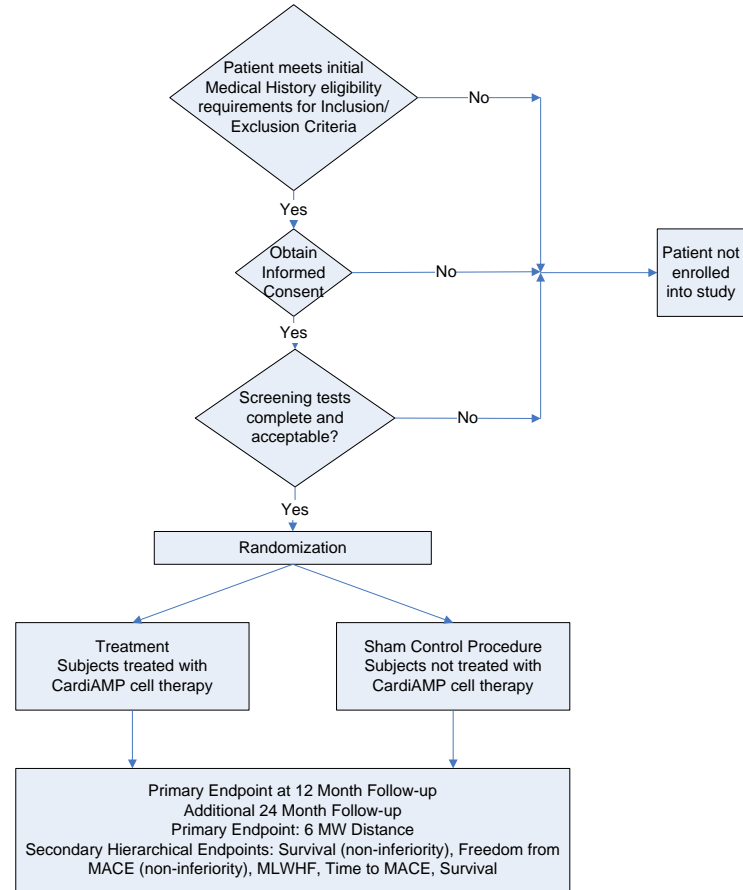 Patient meets initial
Medical History eligibility
requirements for Inclusion/
Exclusion Criteria
No
Yes
Obtain
Informed
Consent
No
Patient not
enrolled
into study
Yes
Screening tests
complete and
acceptable?
No
Yes
Randomization
Treatment
Subjects treated with
CardiAMP cell therapy
Sham Control Procedure
Subjects not treated with
CardiAMP cell therapy
Primary Endpoint at 12 Month Follow-up
Additional 24 Month Follow-up
Primary Endpoint: 6 MW Distance
Secondary Hierarchical Endpoints: Survival (non-inferiority), Freedom from
MACE (non-inferiority), MLWHF, Time to MACE, Survival